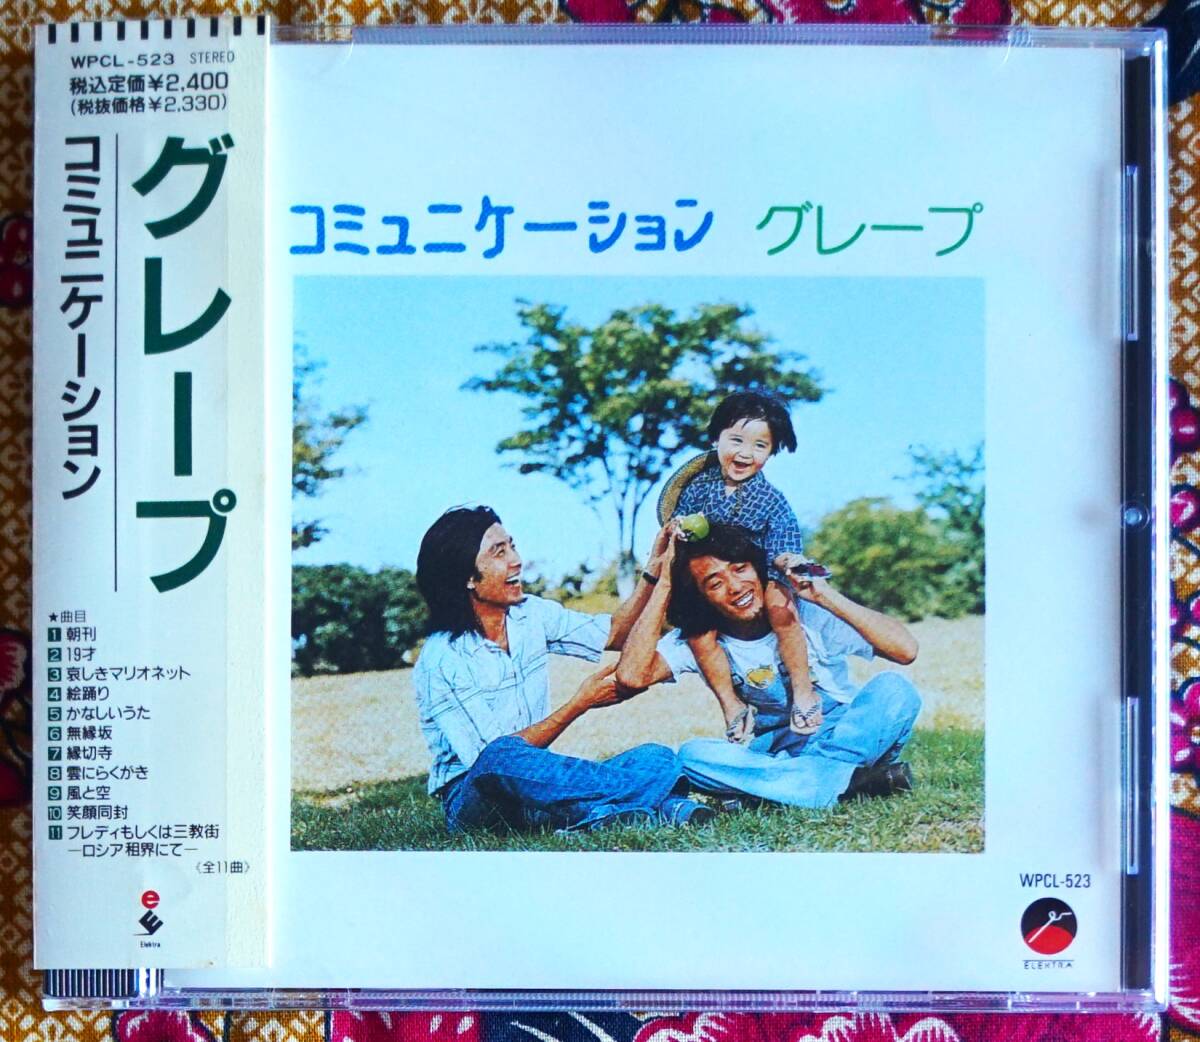 WPCL-523 STEREO
税込定価¥2,400
(税抜価格¥2,330)
グレープ
コミュニケーション
★曲目
1 朝刊
2 19才
3 哀しきマリオネット
4 絵踊り
5 かなしいうた
6 無縁坂
7 縁切寺
8 雲にらくがき
9 風と空
10 笑顔同封
11 フレディもしくは三教街
—ロシア租界にて—
〈全11曲〉
Elektra
コミュニケーション グレープ
WPCL-523
ELEKTRA